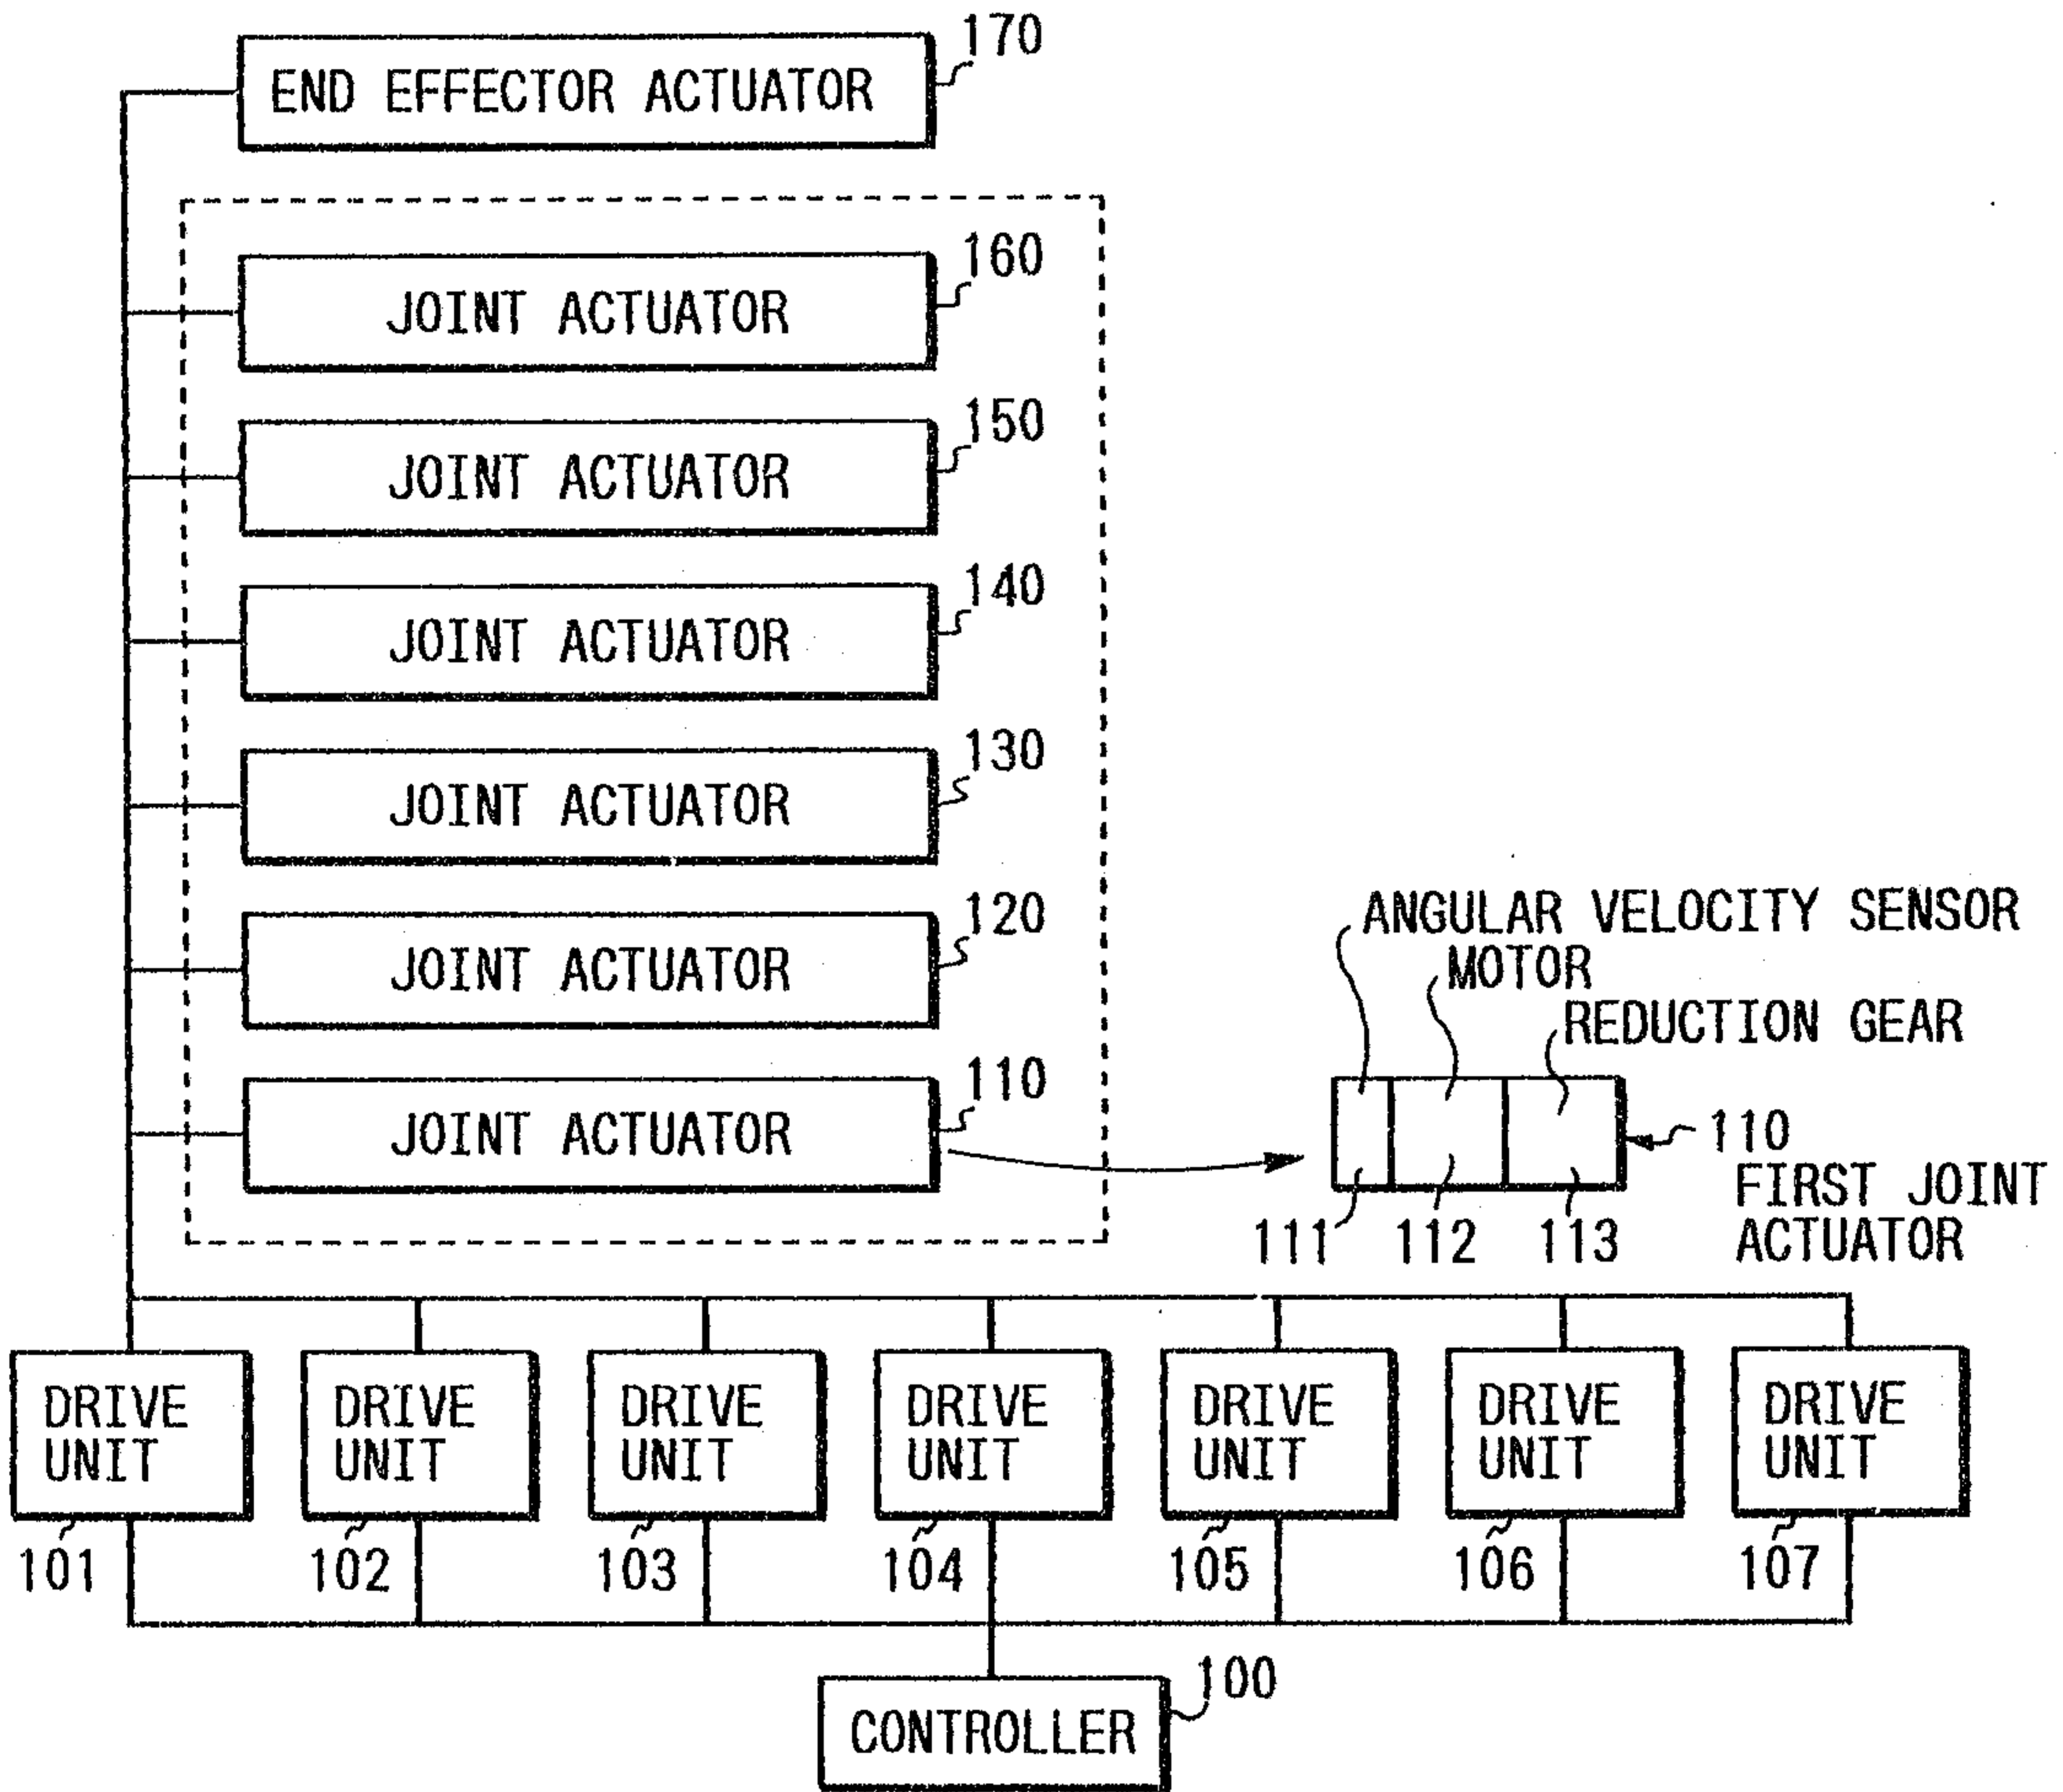 170
END EFFECTOR ACTUATOR
160
JOINT ACTUATOR
150
JOINT ACTUATOR
140
JOINT ACTUATOR
130
JOINT ACTUATOR
120
JOINT ACTUATOR
110
JOINT ACTUATOR
ANGULAR VELOCITY SENSOR
MOTOR
REDUCTION GEAR
110
FIRST JOINT
ACTUATOR
111 112 113
DRIVE
UNIT
101
DRIVE
UNIT
102
DRIVE
UNIT
103
DRIVE
UNIT
104
DRIVE
UNIT
105
DRIVE
UNIT
106
DRIVE
UNIT
107
100
CONTROLLER